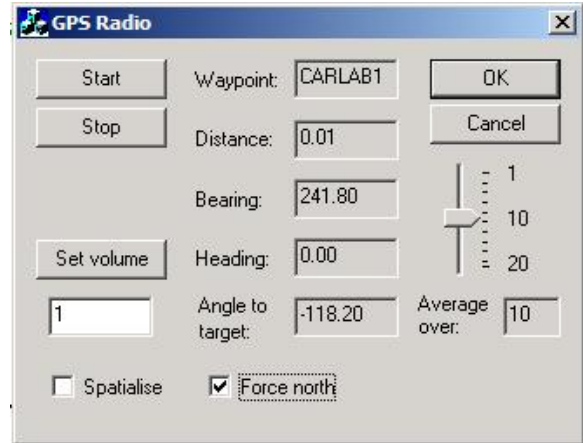 GPS Radio
Start
Waypoint:
CARLAB1
OK
Stop
Distance:
0.01
Cancel
Bearing:
241.80
1
10
20
Set volume
Heading:
0.00
1
Angle to
target:
-118.20
Average
over:
10
Spatialise
Force north